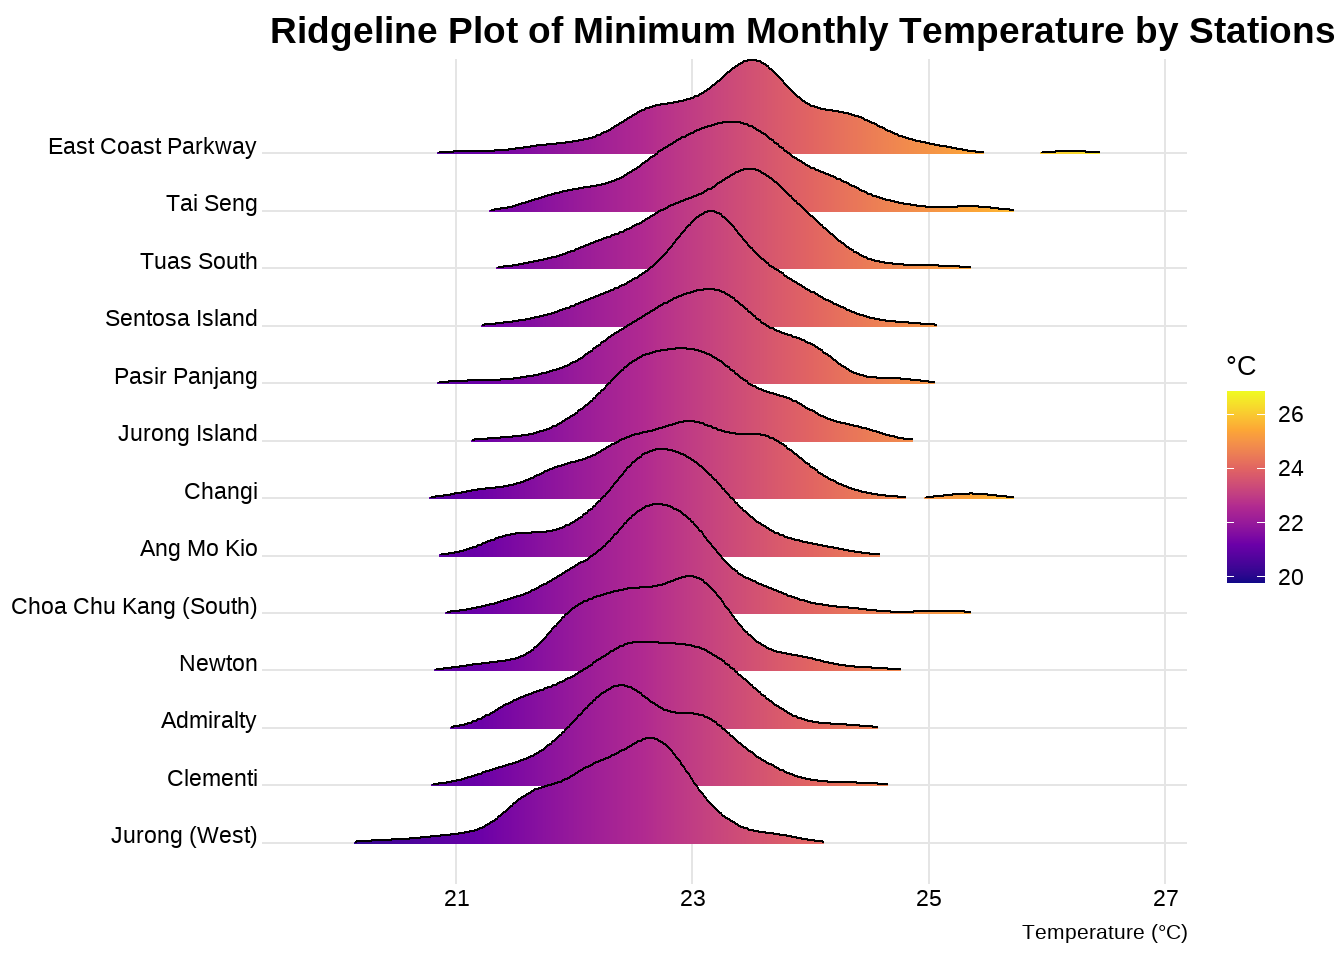 Ridgeline Plot of Minimum Monthly Temperature by Stations
East Coast Parkway
Tai Seng
Tuas South
Sentosa Island
Pasir Panjang
Jurong Island
Changi
Ang Mo Kio
Choa Chu Kang (South)
Newton
Admiralty
Clementi
Jurong (West)
21 23 25 27
Temperature (°C)
°C
26
24
22
20